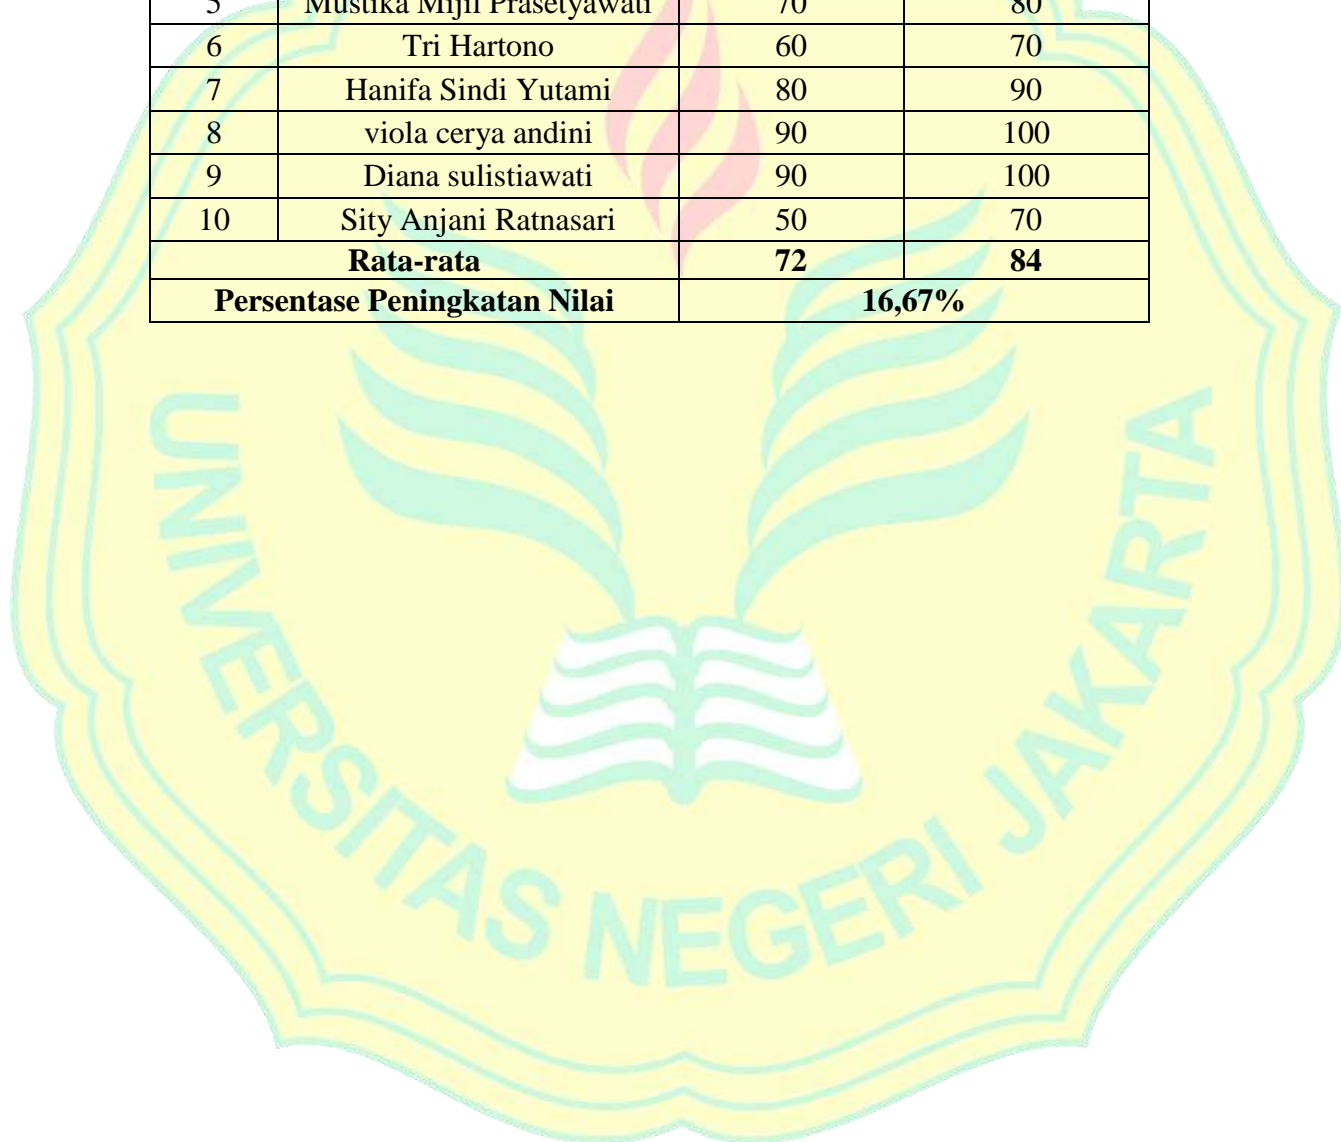 5 Mustika Mijil Prasetyawati 70 80
6 Tri Hartono 60 70
7 Hanifa Sindi Yutami 80 90
8 viola cerya andini 90 100
9 Diana sulistiawati 90 100
10 Sity Anjani Ratnasari 50 70
Rata-rata 72 84
Persentase Peningkatan Nilai 16,67%
UNIVERSITAS NEGERI JAKARTA